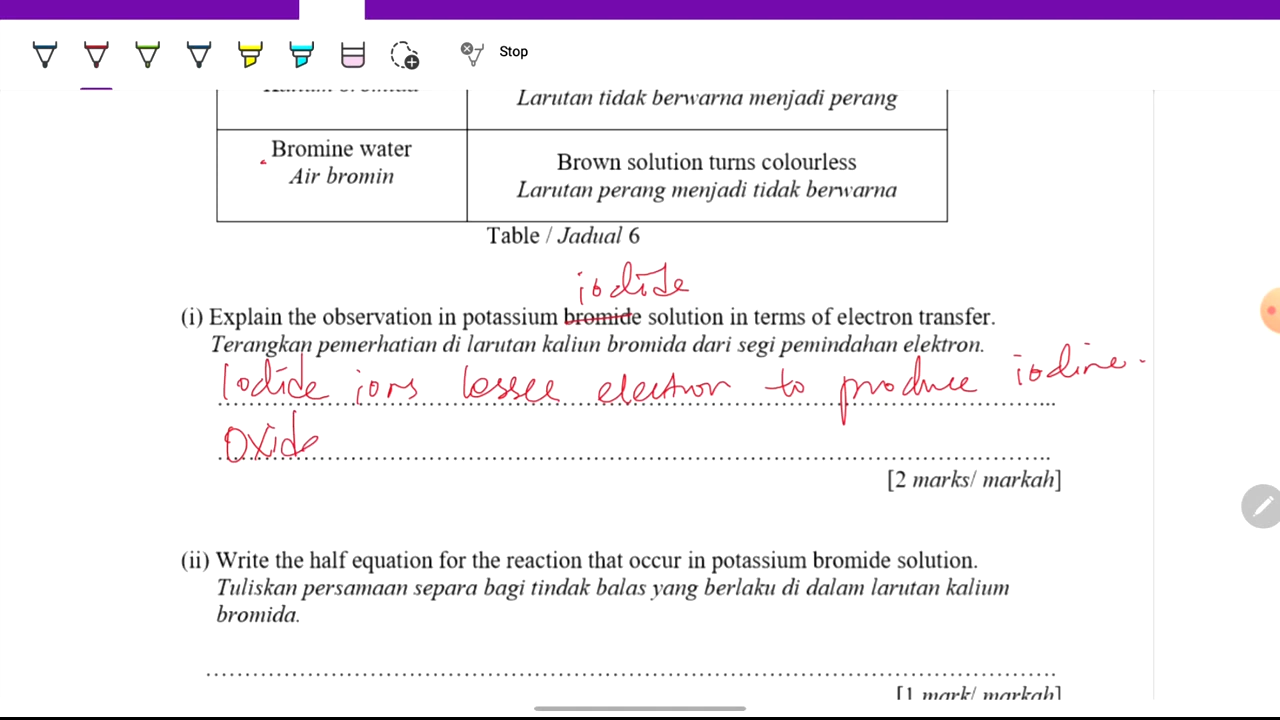 Stop
Larutan tidak berwarna menjadi perang
Bromine water
Air bromin
Brown solution turns colourless
Larutan perang menjadi tidak berwarna
Table / Jadual 6
iodide
(i) Explain the observation in potassium bromide solution in terms of electron transfer.
Terangkan pemerhatian di larutan kaliun bromida dari segi pemindahan elektron.
Iodide ions losses electron to produce iodine.
oxide
[2 marks/ markah]
(ii) Write the half equation for the reaction that occur in potassium bromide solution.
Tuliskan persamaan separa bagi tindak balas yang berlaku di dalam larutan kalium
bromida.
[1 mark/ markah]